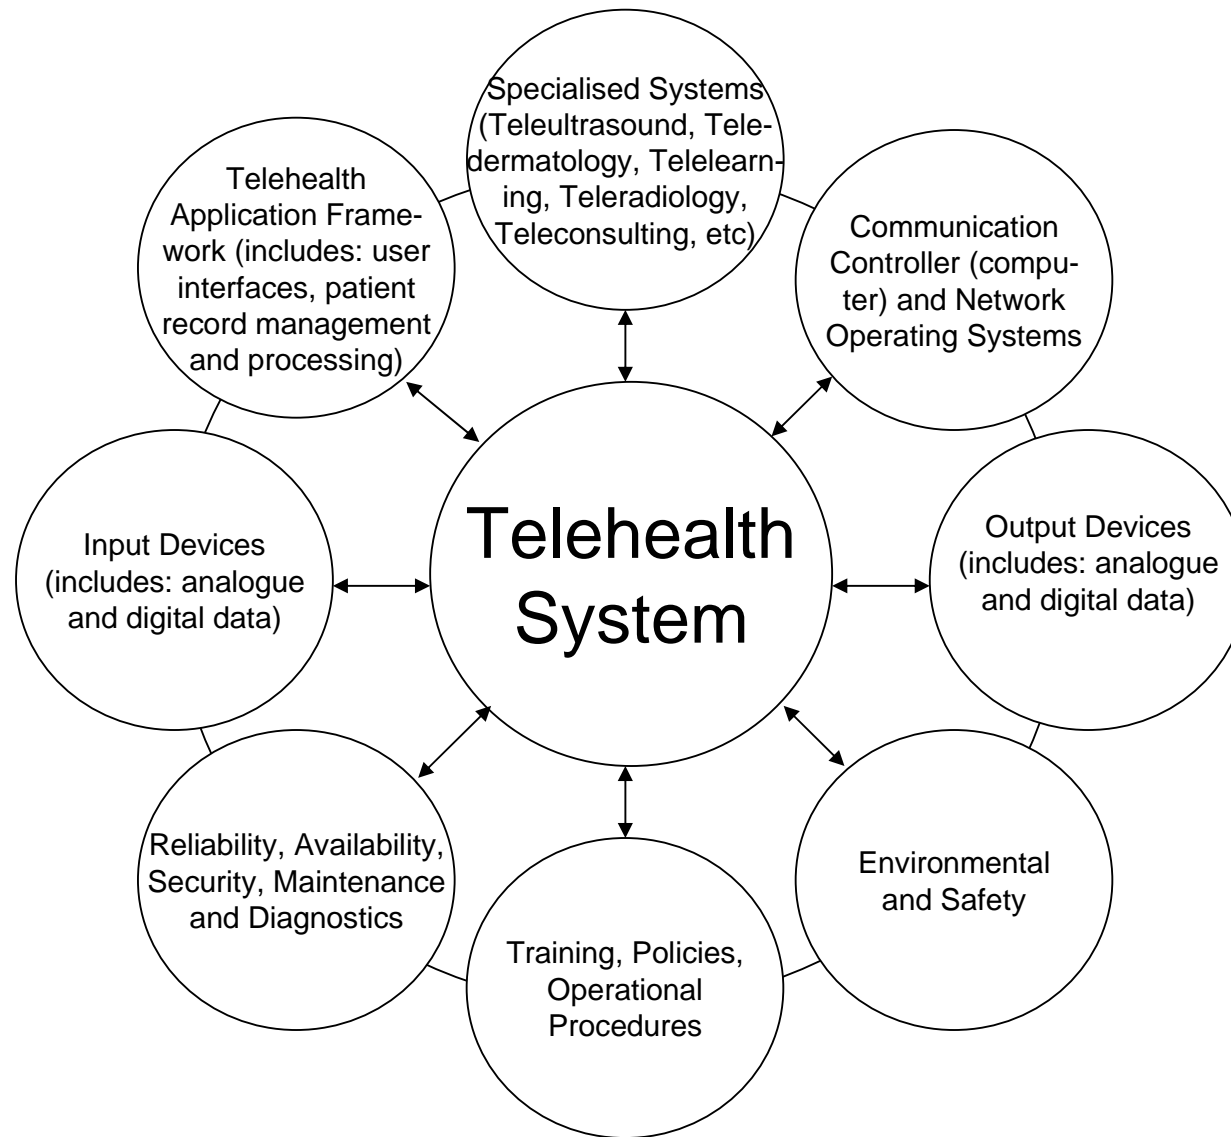 Specialised Systems
(Teleultrasound, Tele-
dermatology, Telelearn-
ing, Teleradiology,
Teleconsulting, etc)
Telehealth
Application Frame-
work (includes: user
interfaces, patient
record management
and processing)
Communication
Controller (compu-
ter) and Network
Operating Systems
Input Devices
(includes: analogue
and digital data)
Telehealth
System
Output Devices
(includes: analogue
and digital data)
Reliability, Availability,
Security, Maintenance
and Diagnostics
Environmental
and Safety
Training, Policies,
Operational
Procedures